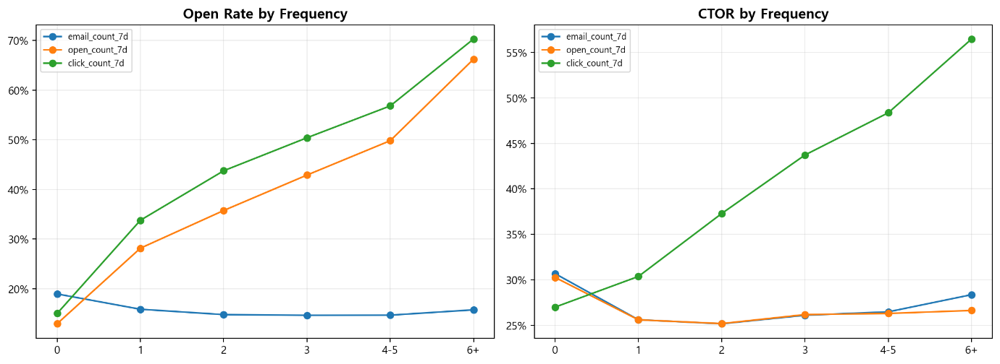 Open Rate by Frequency
email_count_7d
open_count_7d
click_count_7d
70%
60%
50%
40%
30%
20%
0 1 2 3 4-5 6+
CTOR by Frequency
email_count_7d
open_count_7d
click_count_7d
55%
50%
45%
40%
35%
30%
25%
0 1 2 3 4-5 6+